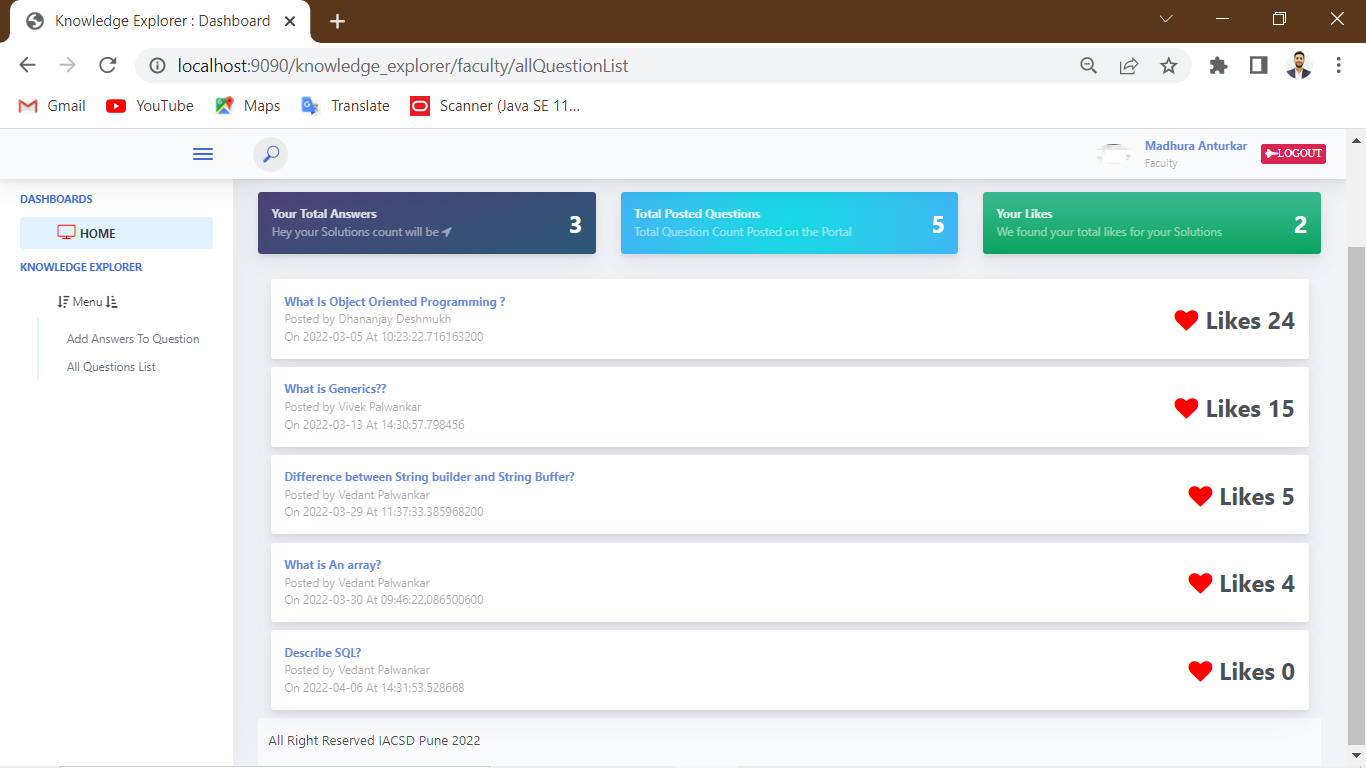 Knowledge Explorer : Dashboard
localhost:9090/knowledge_explorer/faculty/allQuestionList
Gmail
YouTube
Maps
Translate
Scanner (Java SE 11...
Madhura Anturkar
Faculty
LOGOUT
DASHBOARDS
HOME
KNOWLEDGE EXPLORER
Menu
Add Answers To Question
All Questions List
Your Total Answers
Hey your Solutions count will be
3
Total Posted Questions
Total Question Count Posted on the Portal
5
Your Likes
We found your total likes for your Solutions
2
What Is Object Oriented Programming ?
Posted by Dhananjay Deshmukh
On 2022-03-05 At 10:23:22.716163200
Likes 24
What is Generics??
Posted by Vivek Palwankar
On 2022-03-13 At 14:30:57.798456
Likes 15
Difference between String builder and String Buffer?
Posted by Vedant Palwankar
On 2022-03-29 At 11:37:33.385968200
Likes 5
What is An array?
Posted by Vedant Palwankar
On 2022-03-30 At 09:46:22.086500600
Likes 4
Describe SQL?
Posted by Vedant Palwankar
On 2022-04-06 At 14:31:53.528668
Likes 0
All Right Reserved IACSD Pune 2022